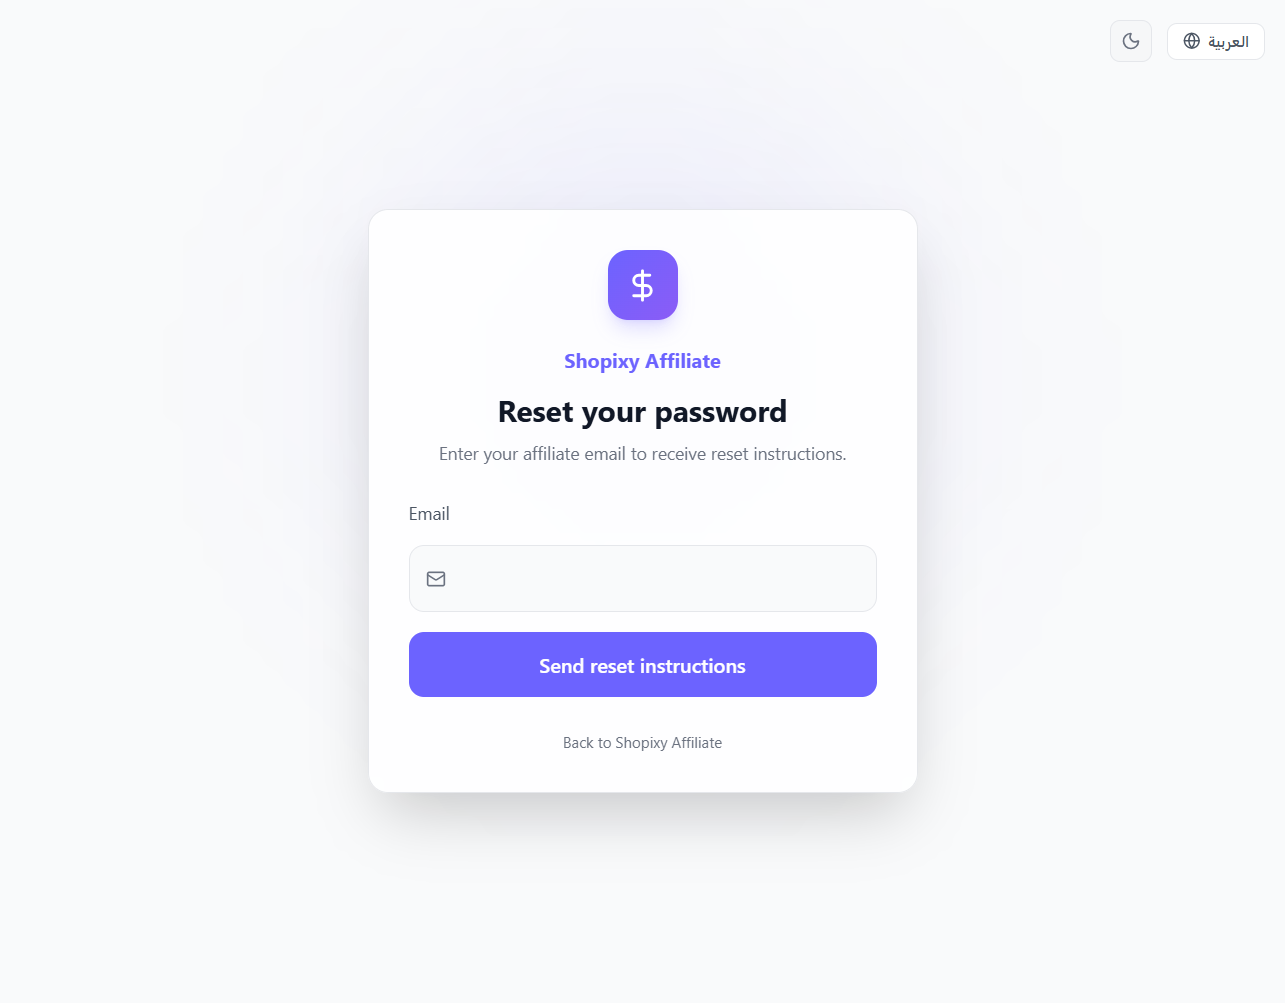 العربية
Shopixy Affiliate
Reset your password
Enter your affiliate email to receive reset instructions.
Email
Send reset instructions
Back to Shopixy Affiliate